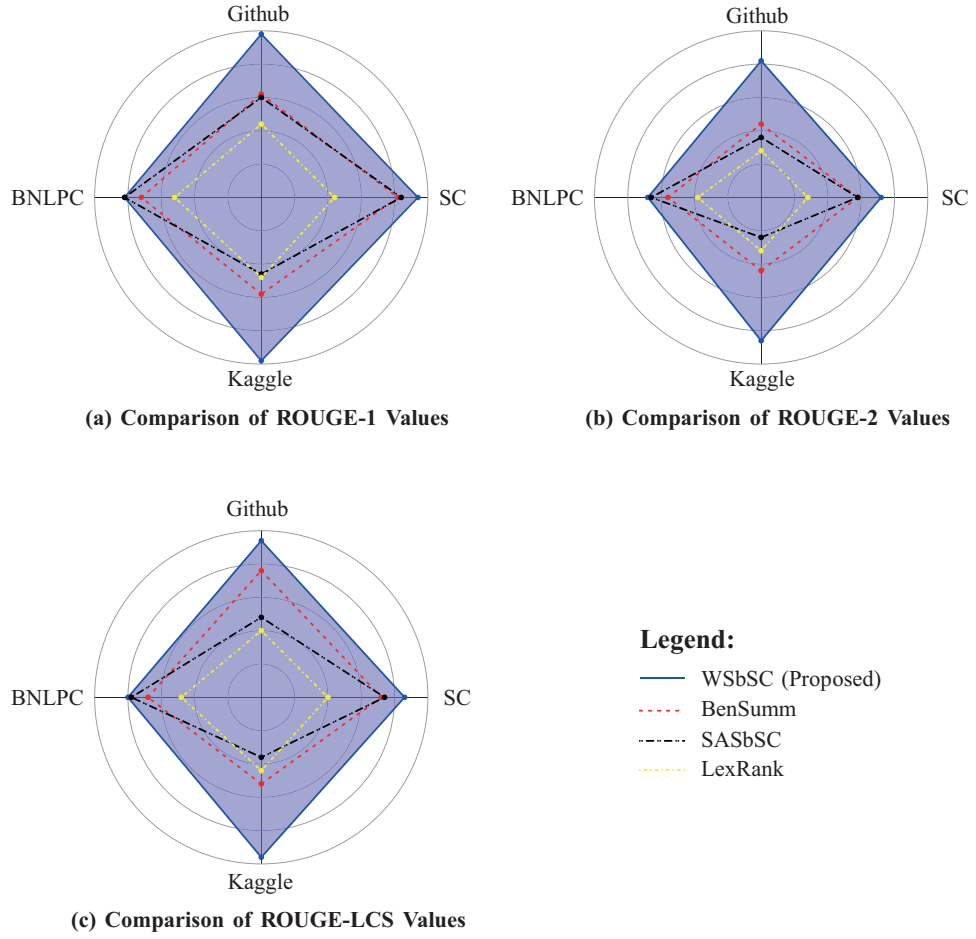 Github
BNLPC
SC
Kaggle
(a) Comparison of ROUGE-1 Values
Github
BNLPC
SC
Kaggle
(b) Comparison of ROUGE-2 Values
Github
BNLPC
SC
Kaggle
(c) Comparison of ROUGE-LCS Values
Legend:
WSbSC (Proposed)
BenSumm
SASbSC
LexRank